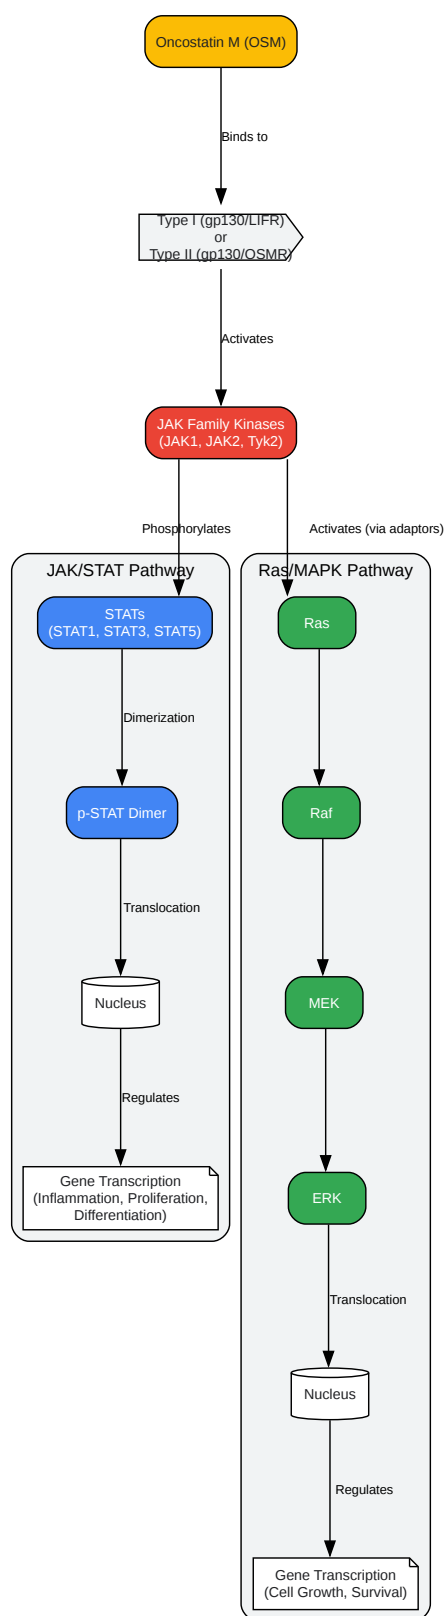 Oncostatin M (OSM)
Binds to
Type I (gp130/LIFR)
or
Type II (gp130/OSMR)
Activates
JAK Family Kinases
(JAK1, JAK2, Tyk2)
Phosphorylates
Activates (via adaptors)
JAK/STAT Pathway
STATs
(STAT1, STAT3, STAT5)
Dimerization
p-STAT Dimer
Translocation
Nucleus
Regulates
Gene Transcription
(Inflammation, Proliferation,
Differentiation)
Ras/MAPK Pathway
Ras
Raf
MEK
ERK
Translocation
Nucleus
Regulates
Gene Transcription
(Cell Growth, Survival)